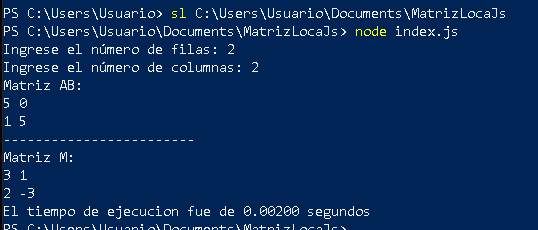 PS C:\Users\Usuario> sl C:\Users\Usuario\Documents\MatrizLocaJs
PS C:\Users\Usuario\Documents\MatrizLocaJs> node index.js
Ingrese el número de filas: 2
Ingrese el número de columnas: 2
Matriz AB:
5 0
1 5
------------------------
Matriz M:
3 1
2 -3
El tiempo de ejecucion fue de 0.00200 segundos
PS C:\Users\Usuario\Documents\MatrizLocaJs>